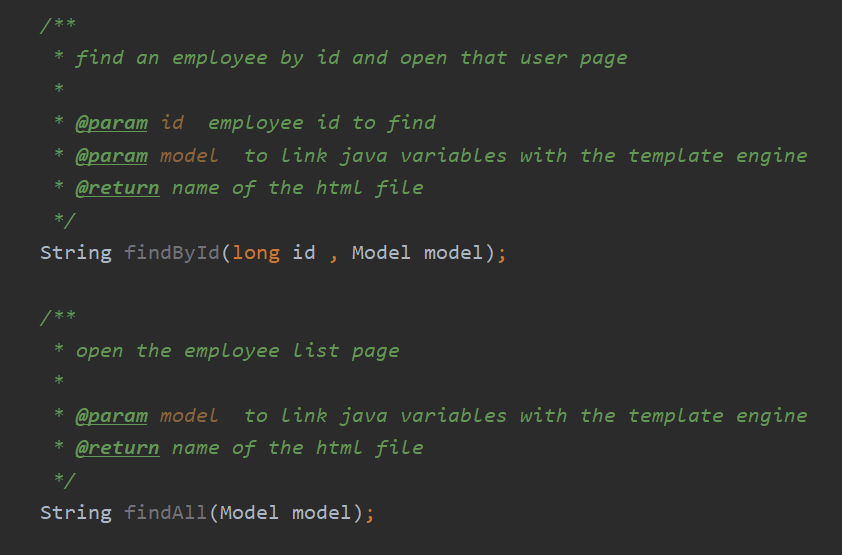 /**
 * find an employee by id and open that user page
 *
 * @param id  employee id to find
 * @param model  to link java variables with the template engine
 * @return name of the html file
 */
String findById(long id , Model model);
/**
 * open the employee list page
 *
 * @param model  to link java variables with the template engine
 * @return name of the html file
 */
String findAll(Model model);